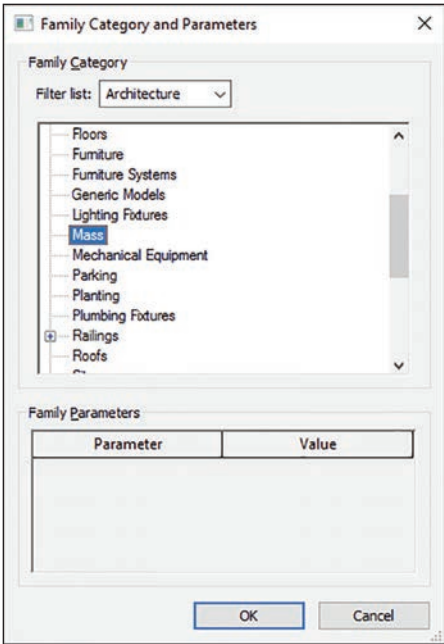 Family Category and Parameters
Family Category
Filter list: Architecture
Floors
Furniture
Furniture Systems
Generic Models
Lighting Fixtures
Mass
Mechanical Equipment
Parking
Planting
Plumbing Fixtures
Railings
Roofs
Family Parameters
Parameter Value
OK Cancel